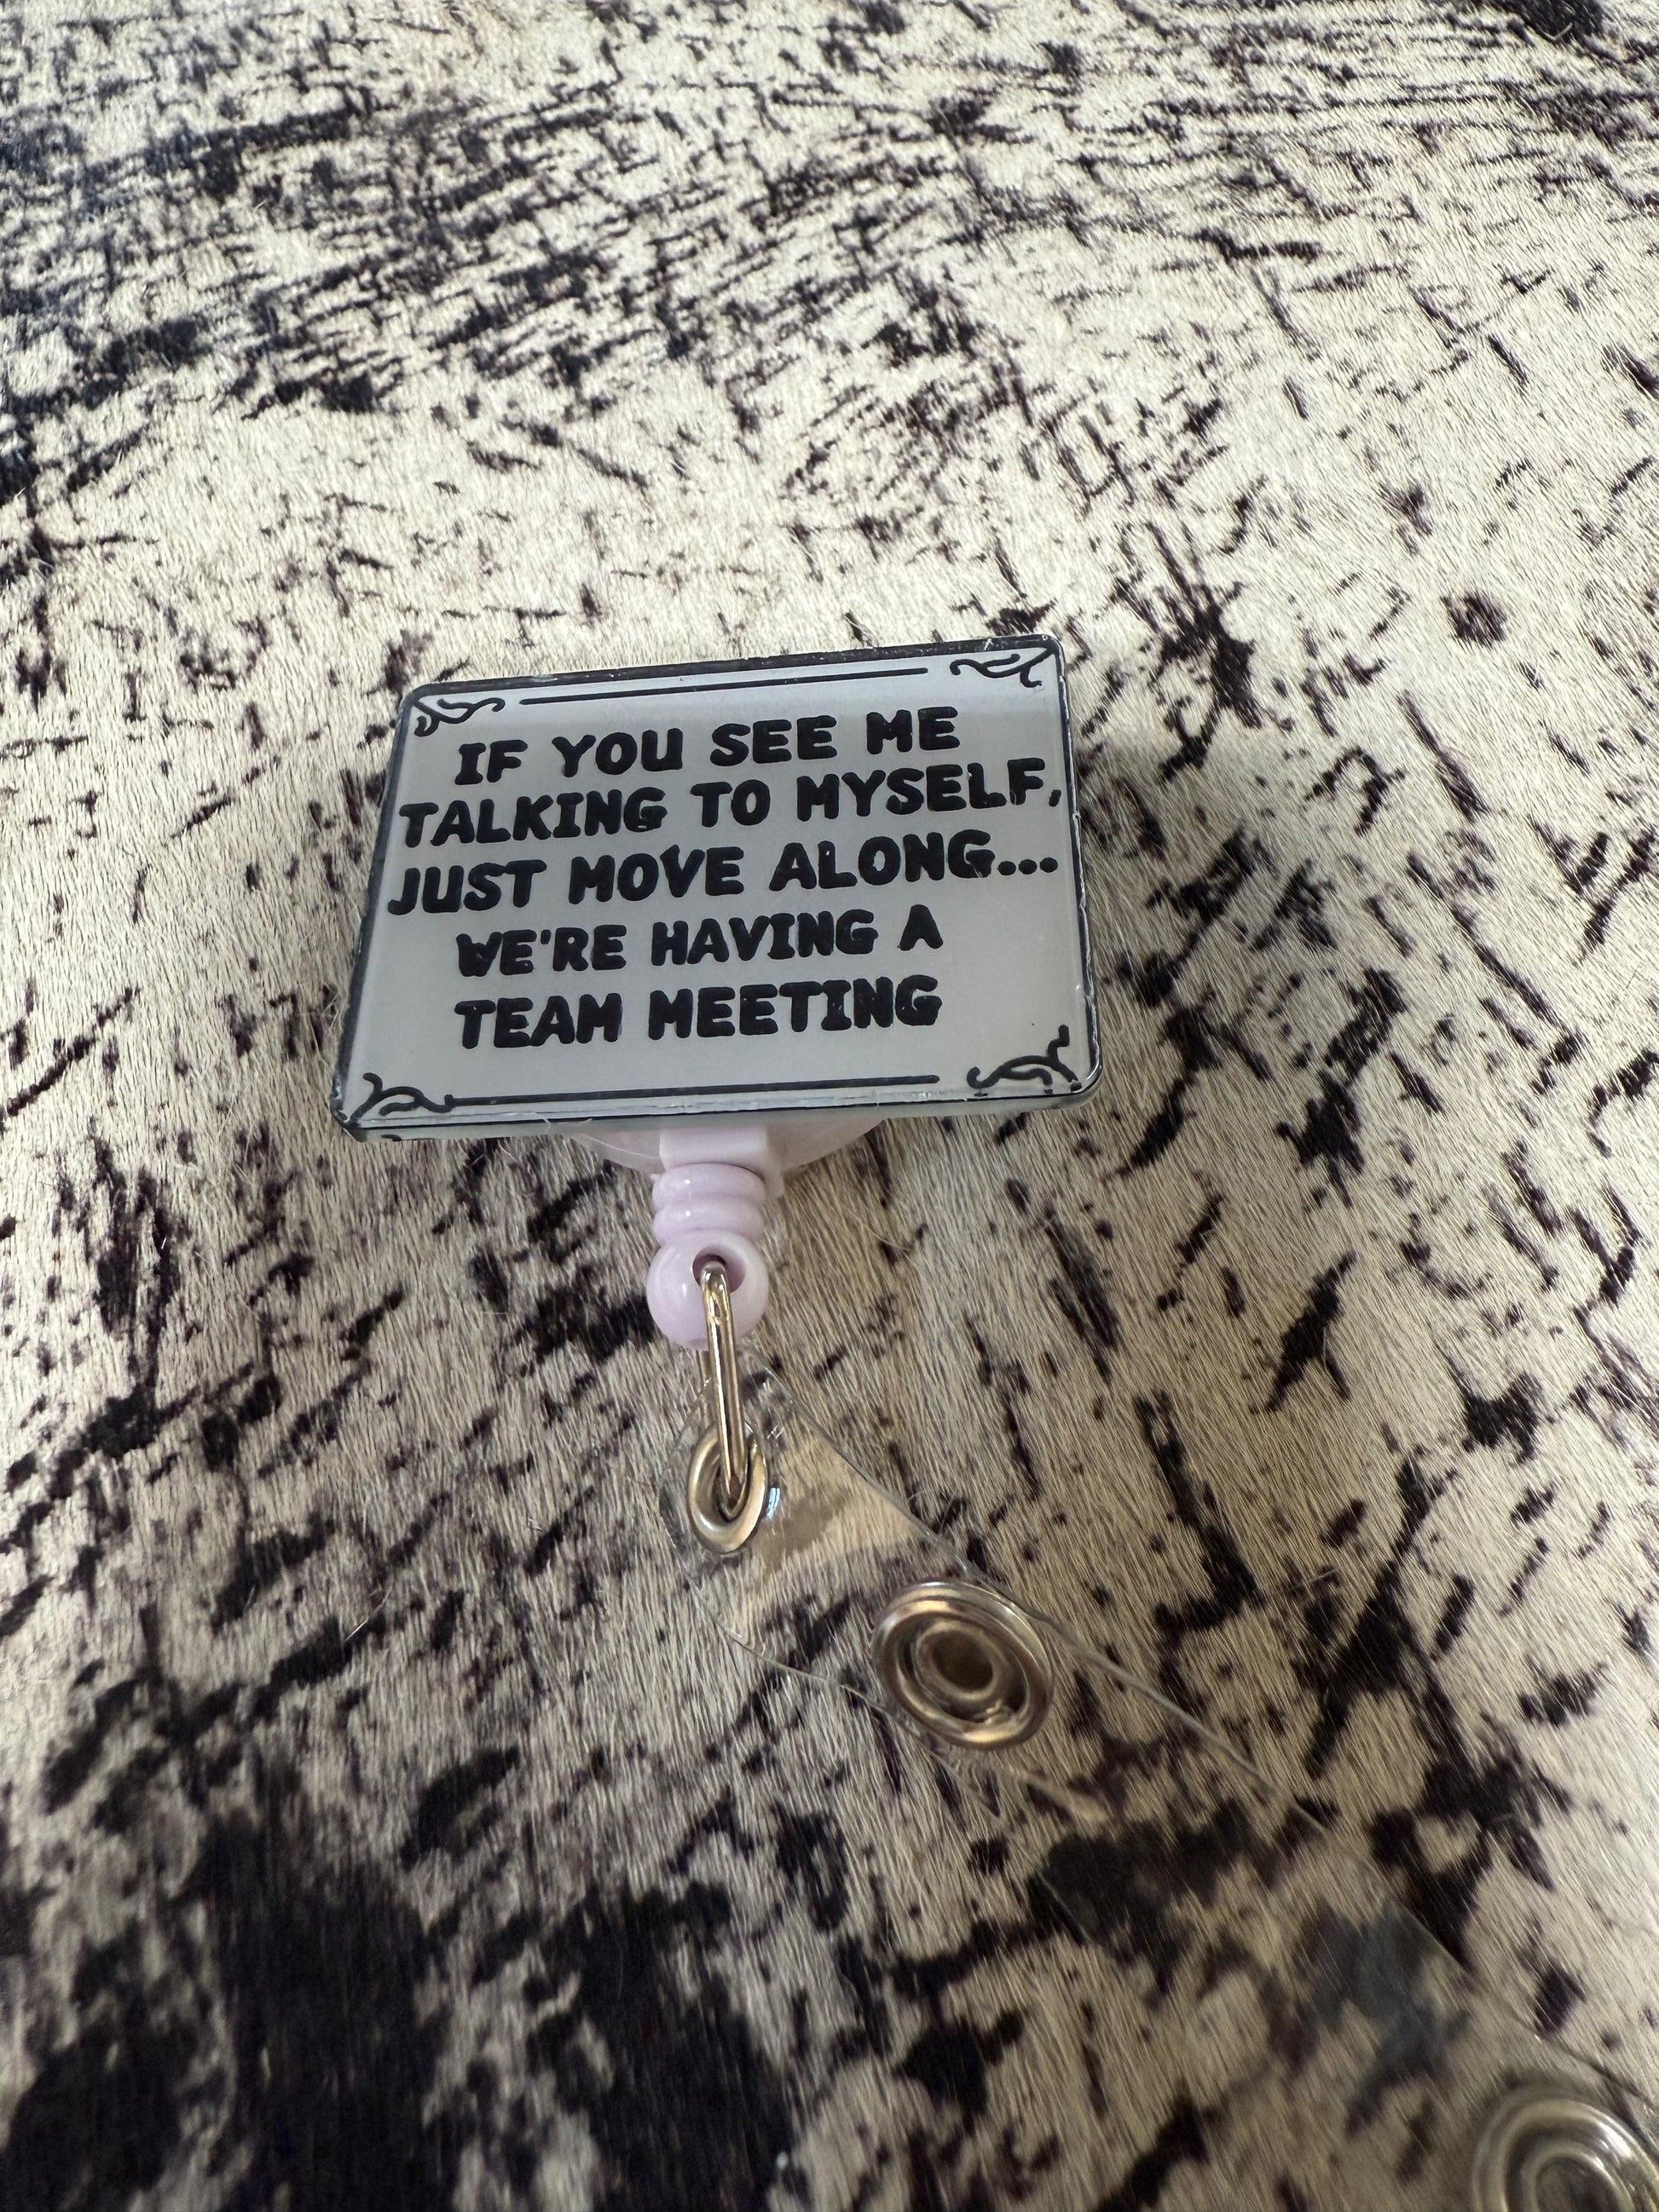 IF YOU SEE ME
TALKING TO MYSELF,
JUST MOVE ALONG...
WE'RE HAVING A
TEAM MEETING